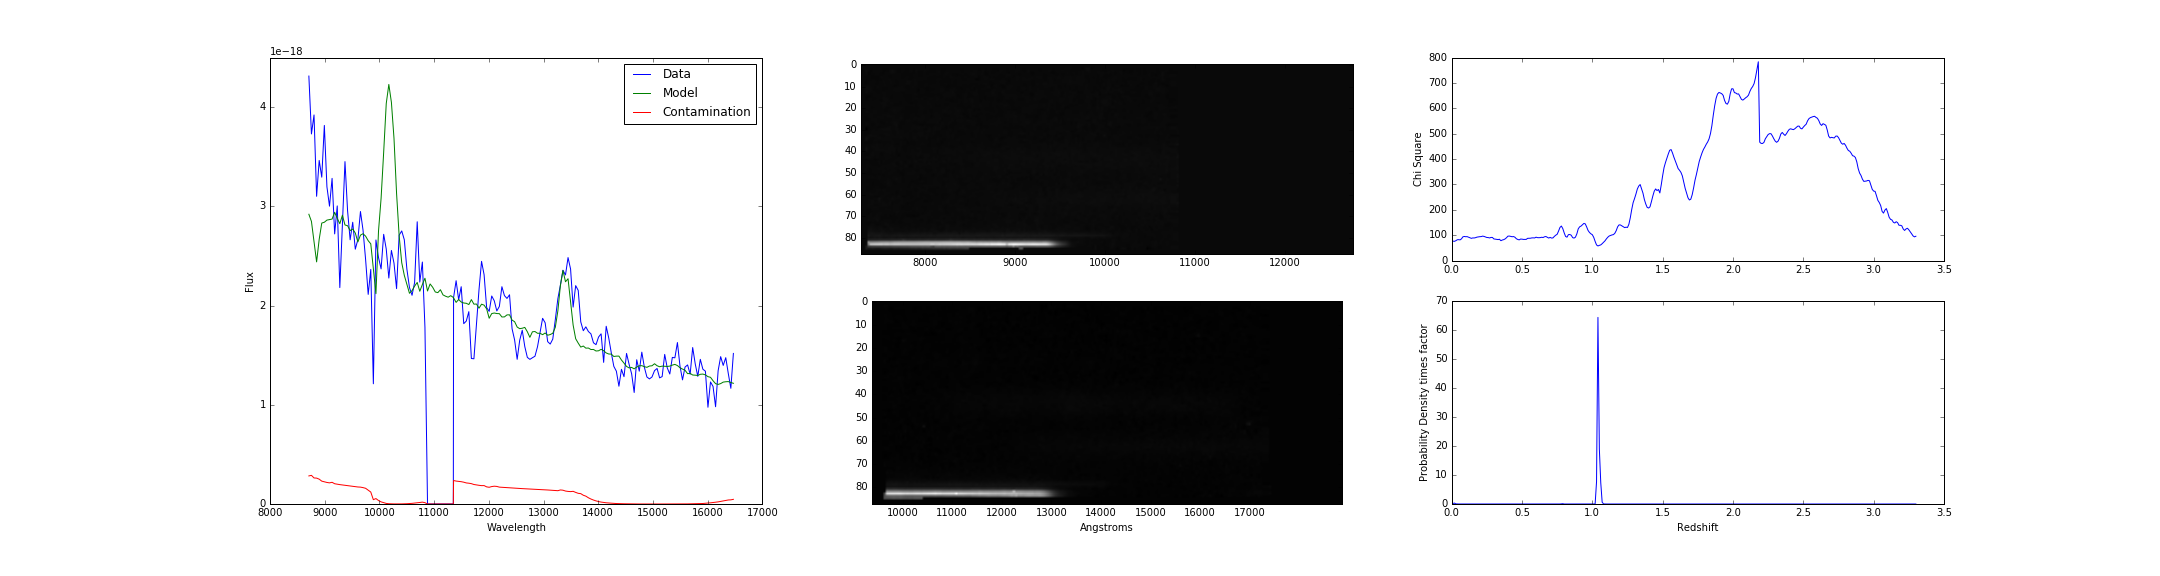 1e−18
Flux
4
3
2
1
0
8000 9000 10000 11000 12000 13000 14000 15000 16000 17000
Wavelength
Data
Model
Contamination
0
10
20
30
40
50
60
70
80
8000 9000 10000 11000 12000
0
10
20
30
40
50
60
70
80
10000 11000 12000 13000 14000 15000 16000 17000
Angstroms
Chi Square
800
700
600
500
400
300
200
100
0
0.0 0.5 1.0 1.5 2.0 2.5 3.0 3.5
Probability Density times factor
70
60
50
40
30
20
10
0
0.0 0.5 1.0 1.5 2.0 2.5 3.0 3.5
Redshift